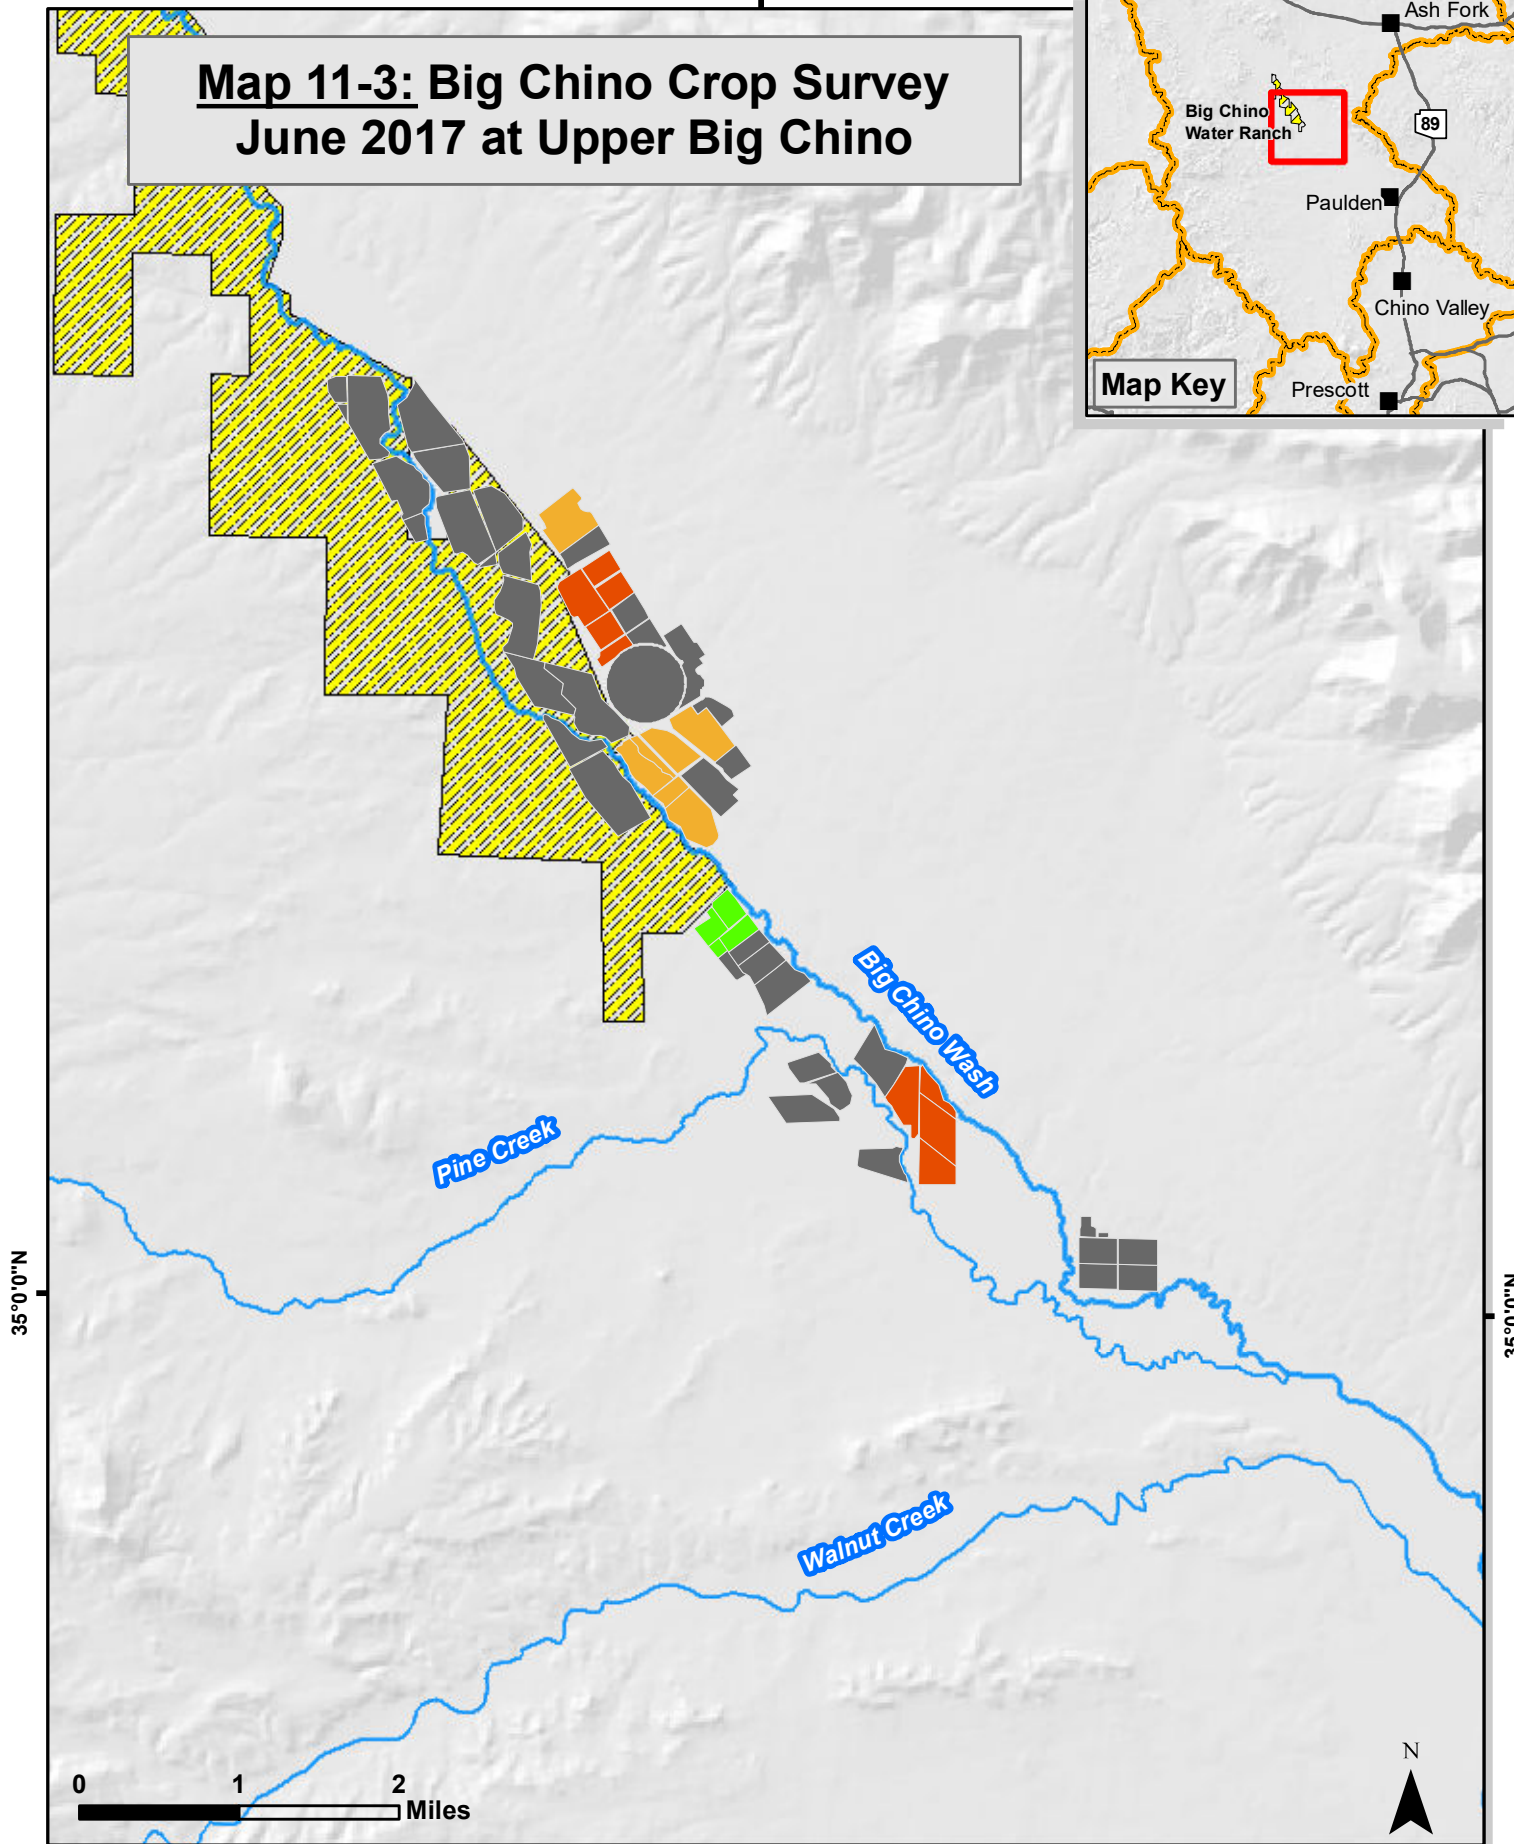 Map 11-3: Big Chino Crop Survey
June 2017 at Upper Big Chino
Ash Fork
Big Chino
Water Ranch
89
Paulden
Chino Valley
Prescott
Map Key
Big Chino Wash
Pine Creek
35°0'0"N
35°0'0"N
Walnut Creek
N
0 1 2
Miles